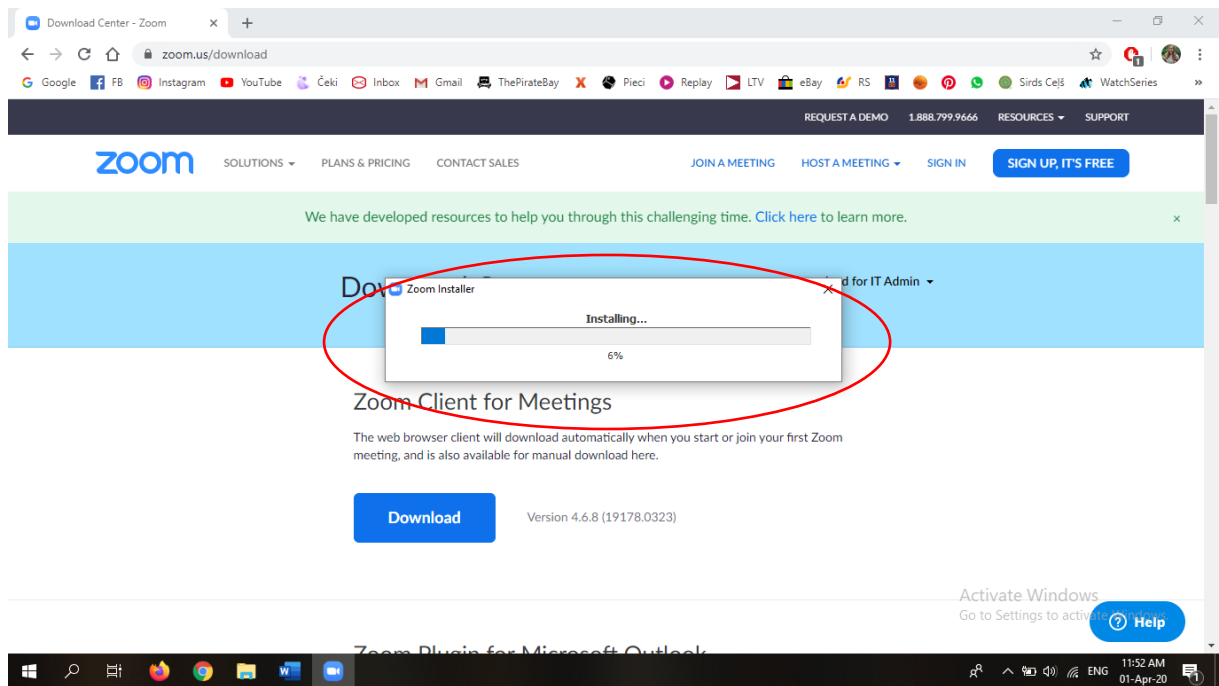 Download Center - Zoom
zoom.us/download
Google FB Instagram YouTube Čeki Inbox Gmail ThePirateBay Pieci Replay LTV eBay RS Sirds Ceļš WatchSeries »
REQUEST A DEMO 1.888.799.9666 RESOURCES SUPPORT
zoom SOLUTIONS PLANS & PRICING CONTACT SALES JOIN A MEETING HOST A MEETING SIGN IN SIGN UP, IT'S FREE
We have developed resources to help you through this challenging time. Click here to learn more.
for IT Admin
Zoom Installer
Installing...
6%
Zoom Client for Meetings
The web browser client will download automatically when you start or join your first Zoom
meeting, and is also available for manual download here.
Download Version 4.6.8 (19178.0323)
Activate Windows
Go to Settings to activate Windows.
Help
Zoom Plugin for Microsoft Outlook
ENG 11:52 AM
01-Apr-20
1